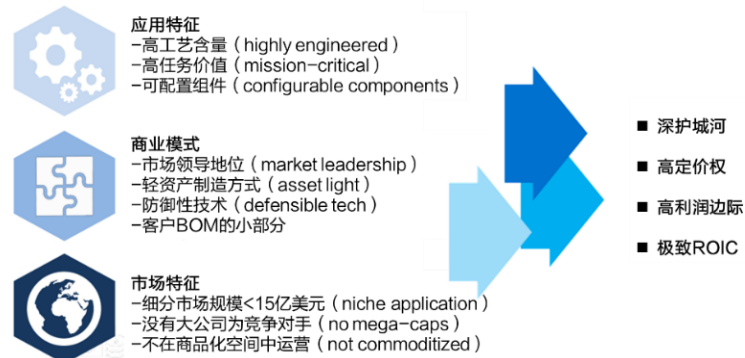 应用特征
-高工艺含量（highly engineered）
-高任务价值（mission-critical）
-可配置组件（configurable components）
商业模式
-市场领导地位（market leadership）
-轻资产制造方式（asset light）
-防御性技术（defensible tech）
-客户BOM的小部分
市场特征
-细分市场规模<15亿美元（niche application）
-没有大公司为竞争对手（no mega-caps）
-不在商品化空间中运营（not commoditized）
■ 深护城河
■ 高定价权
■ 高利润边际
■ 极致ROIC